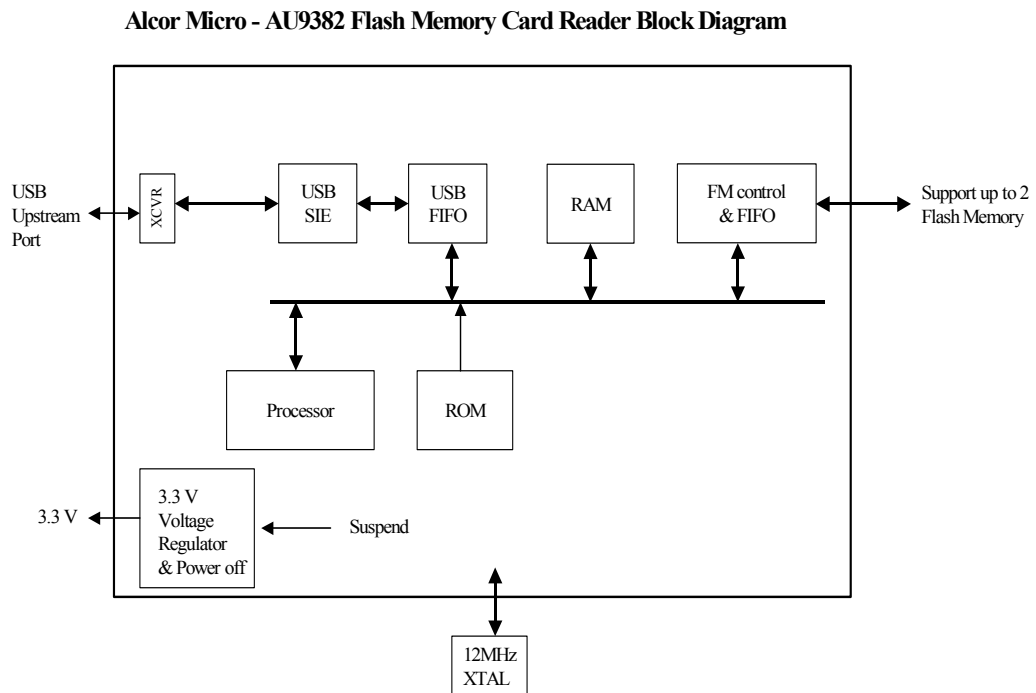 Alcor Micro - AU9382 Flash Memory Card Reader Block Diagram
USB
Upstream
Port
XCVR
USB
SIE
USB
FIFO
RAM
FM control
& FIFO
Support up to 2
Flash Memory
Processor
ROM
3.3 V
3.3 V
Voltage
Regulator
& Power off
Suspend
12MHz
XTAL